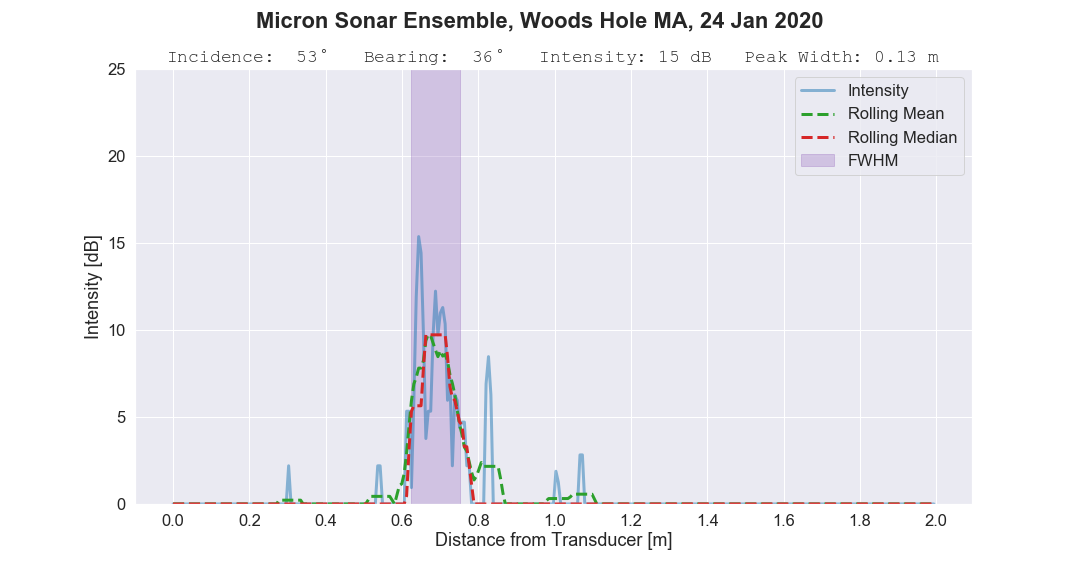 Micron Sonar Ensemble, Woods Hole MA, 24 Jan 2020
Incidence: 53° Bearing: 36° Intensity: 15 dB Peak Width: 0.13 m
25
20
15
10
5
0
Intensity [dB]
Intensity
Rolling Mean
Rolling Median
FWHM
0.0 0.2 0.4 0.6 0.8 1.0 1.2 1.4 1.6 1.8 2.0
Distance from Transducer [m]